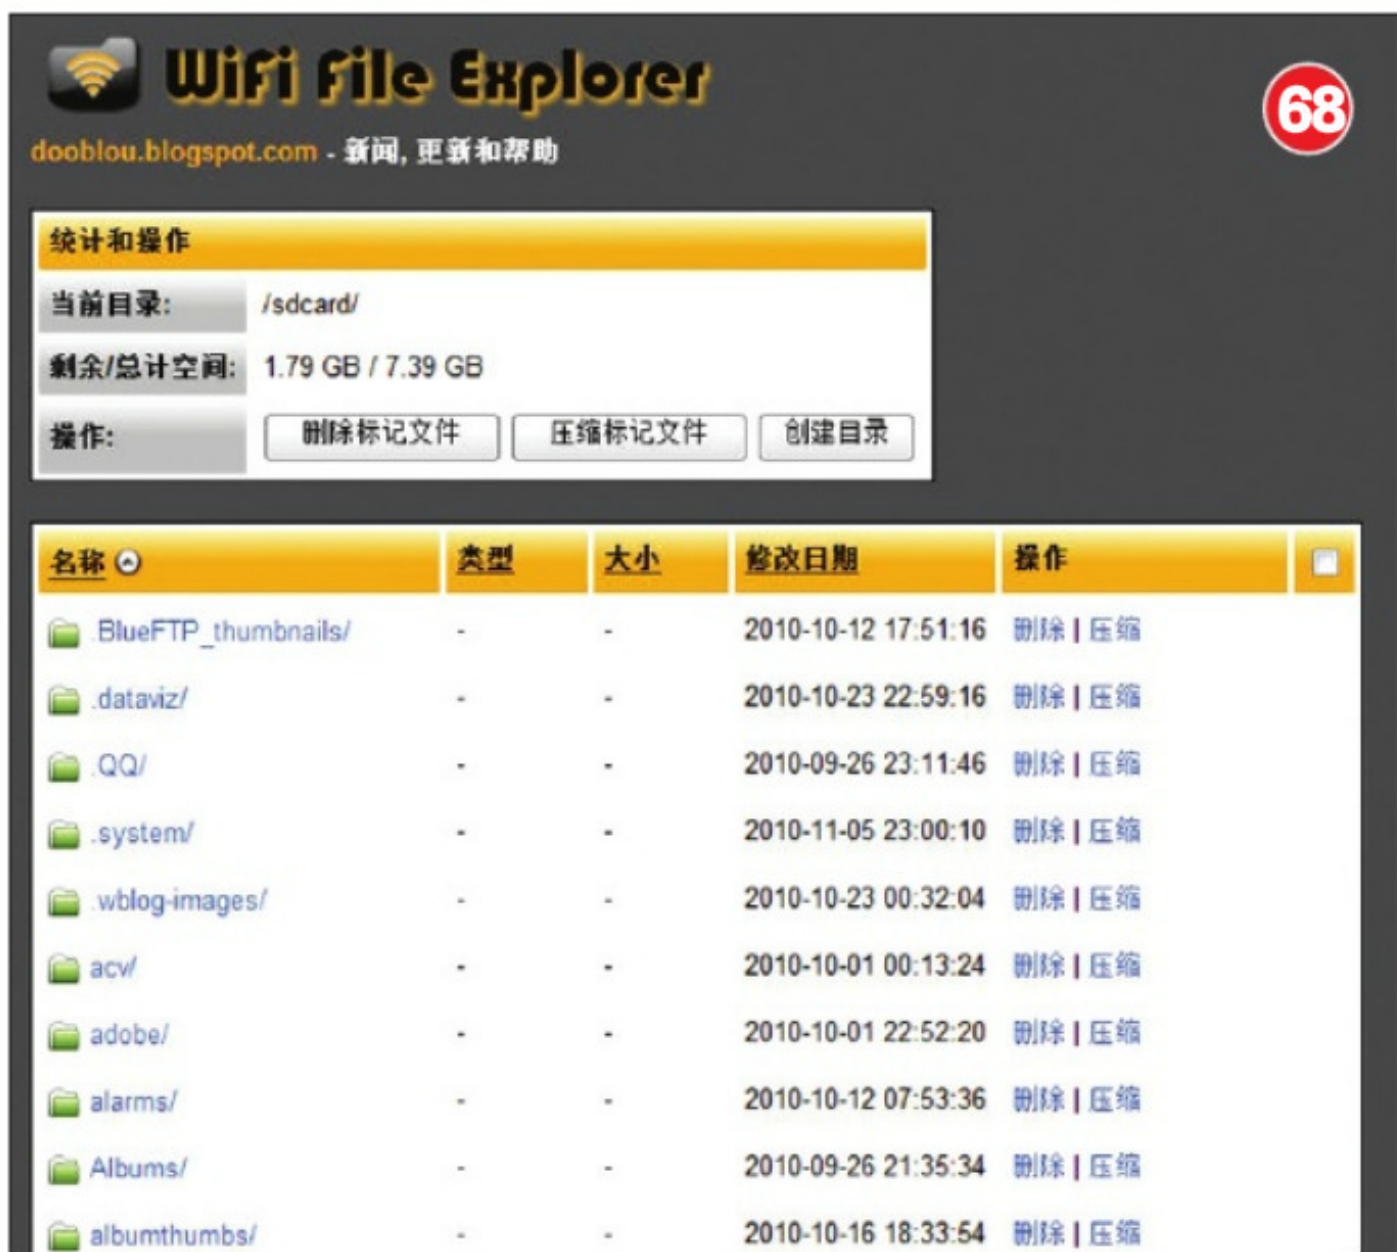 WiFi File Explorer
68
dooblou.blogspot.com - 新闻, 更新和帮助
统计和操作
当前目录: /sdcard/
剩余/总计空间: 1.79 GB / 7.39 GB
操作: 删除标记文件 压缩标记文件 创建目录
名称 类型 大小 修改日期 操作
.BlueFTP_thumbnails/ - - 2010-10-12 17:51:16 删除 | 压缩
.dataviz/ - - 2010-10-23 22:59:16 删除 | 压缩
.QQ/ - - 2010-09-26 23:11:46 删除 | 压缩
.system/ - - 2010-11-05 23:00:10 删除 | 压缩
.wblog-images/ - - 2010-10-23 00:32:04 删除 | 压缩
acv/ - - 2010-10-01 00:13:24 删除 | 压缩
adobe/ - - 2010-10-01 22:52:20 删除 | 压缩
alarms/ - - 2010-10-12 07:53:36 删除 | 压缩
Albums/ - - 2010-09-26 21:35:34 删除 | 压缩
albumthumbs/ - - 2010-10-16 18:33:54 删除 | 压缩